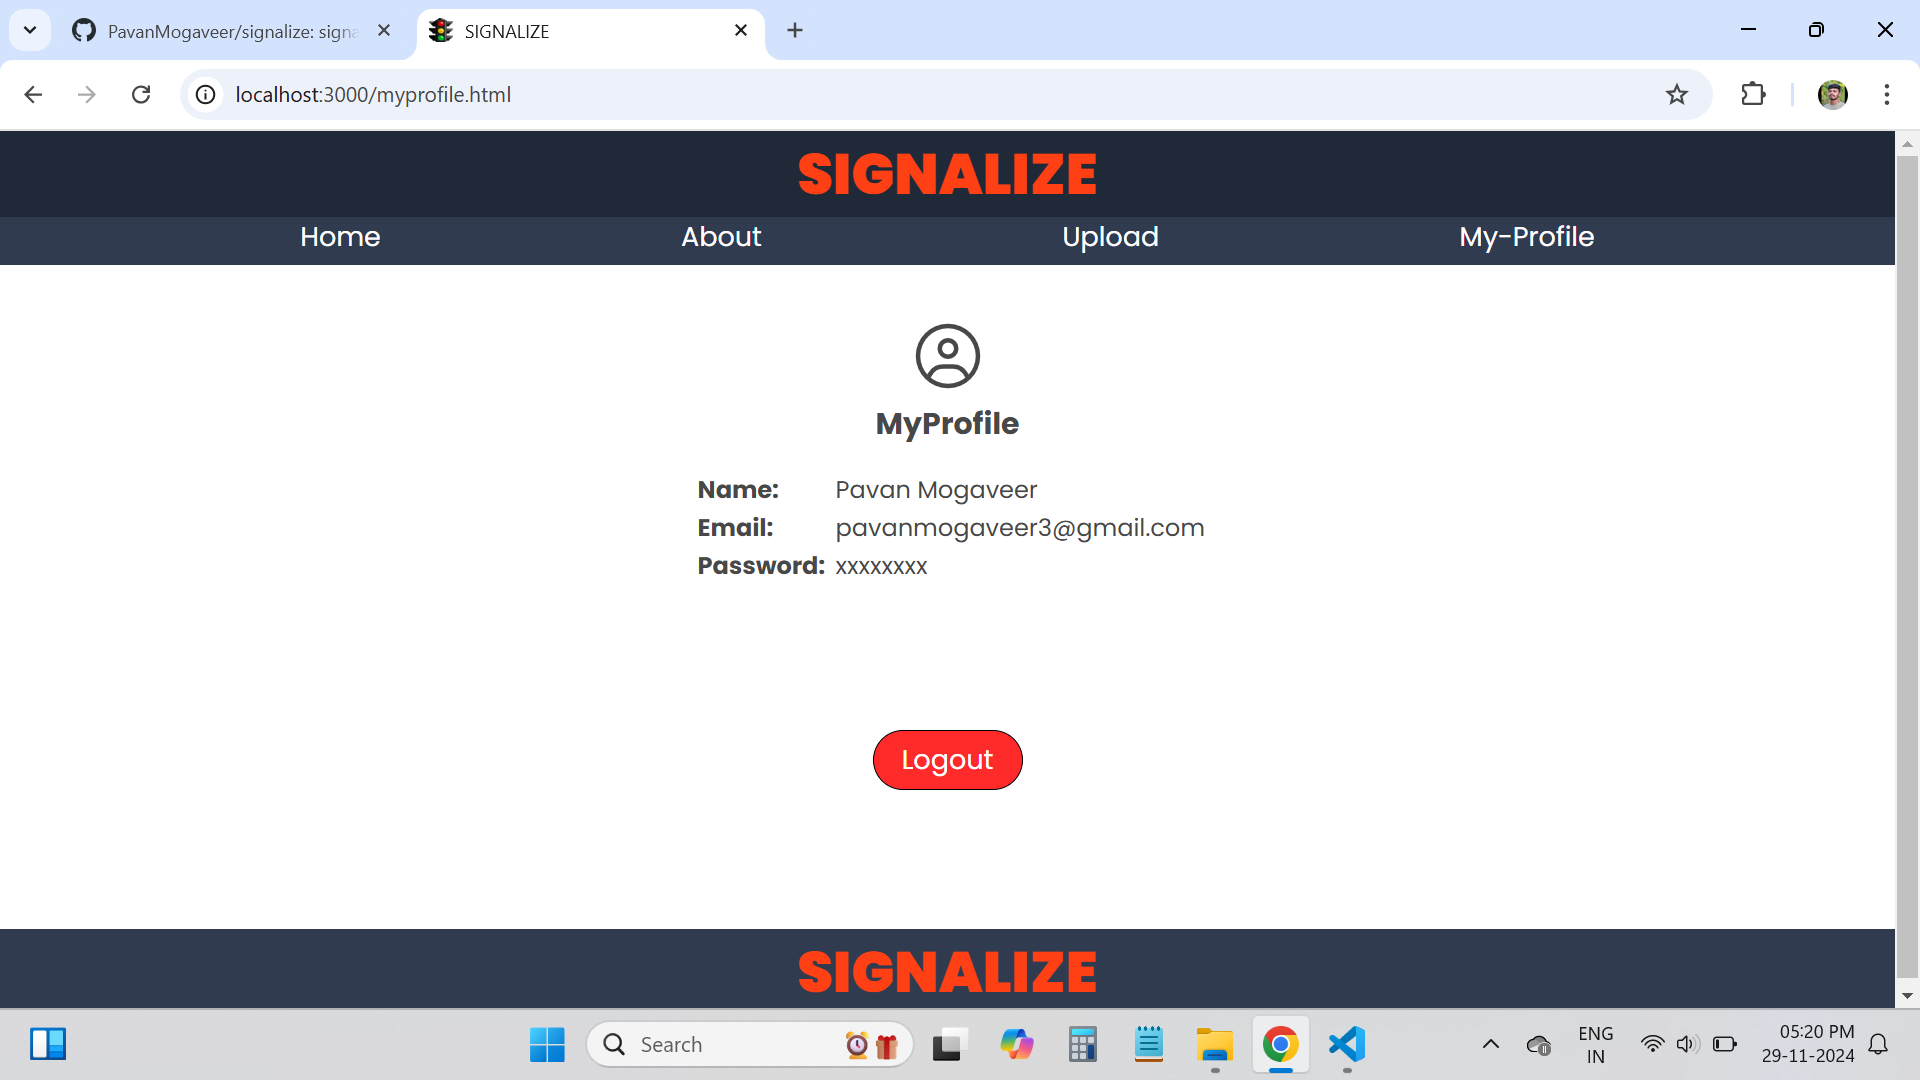 PavanMogaveer/signalize: signa
SIGNALIZE
localhost:3000/myprofile.html
SIGNALIZE
Home About Upload My-Profile
MyProfile
Name: Pavan Mogaveer
Email: pavanmogaveer3@gmail.com
Password: xxxxxxxx
Logout
SIGNALIZE
Search
ENG
IN
05:20 PM
29-11-2024